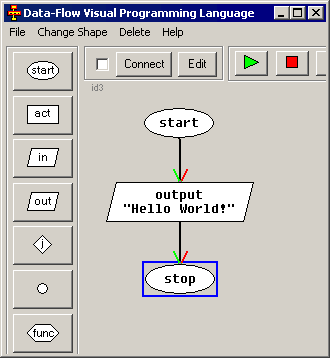 Data-Flow Visual Programming Language
File Change Shape Delete Help
start
act
in
out
i
func
Connect Edit
id3
start
output
"Hello World!"
stop